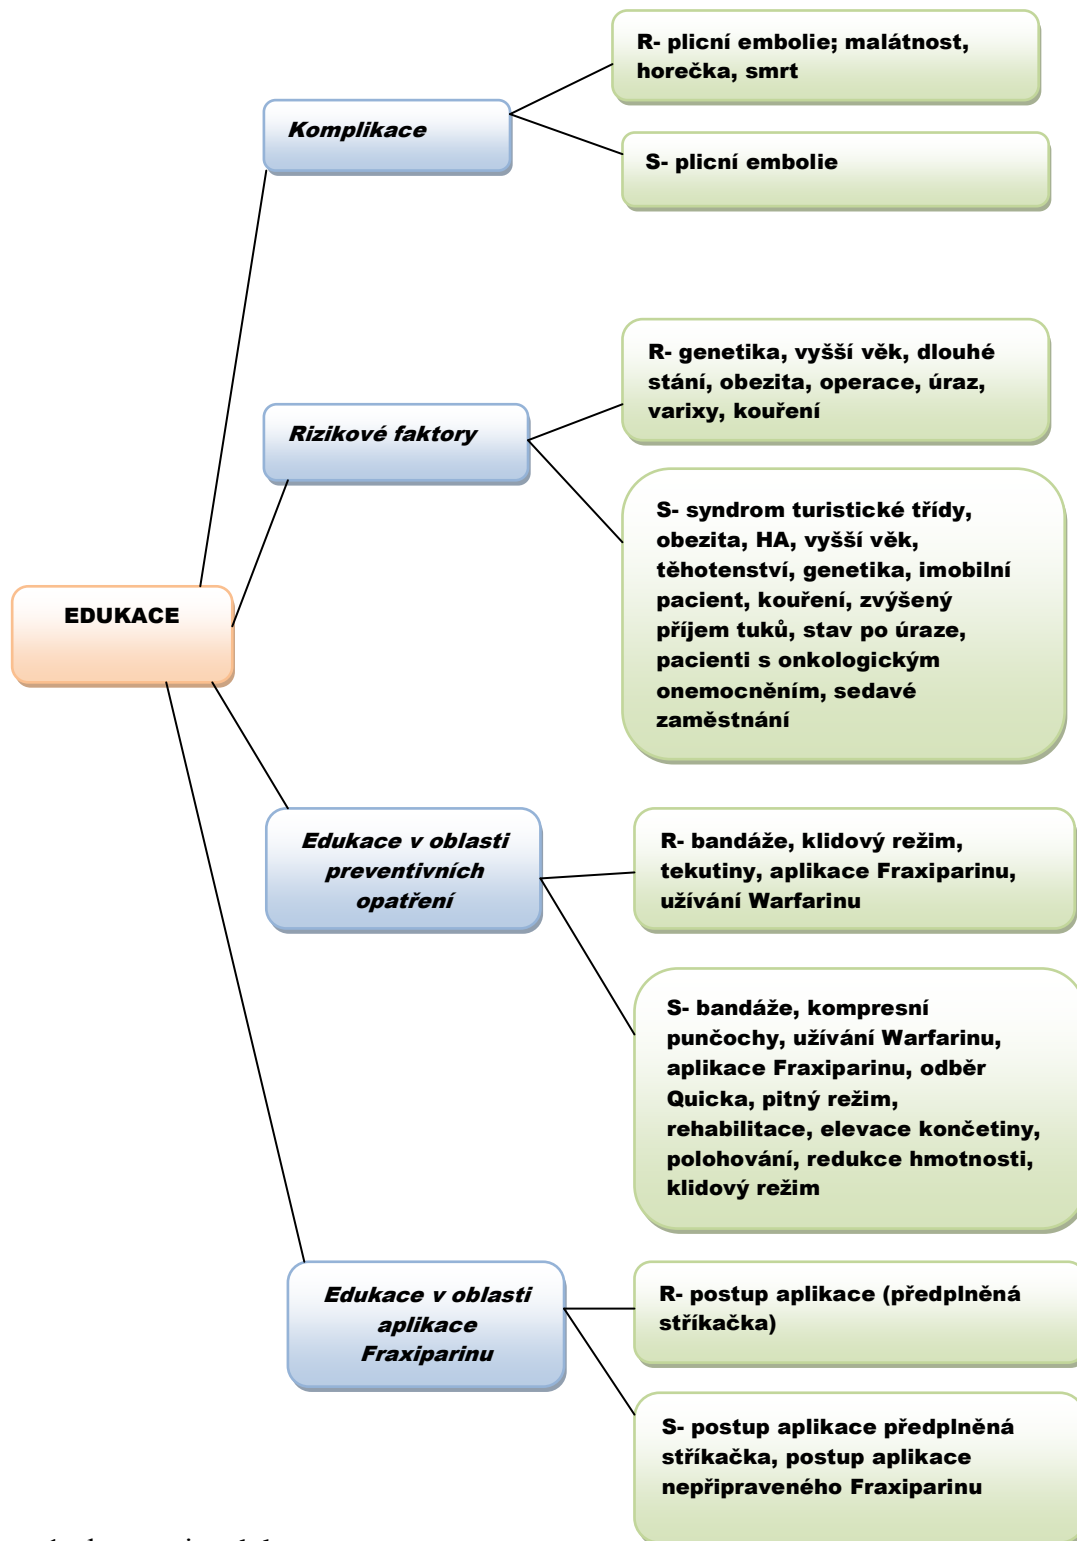 R- plicní embolie; malátnost,
horečka, smrt
Komplikace
S- plicní embolie
R- genetika, vyšší věk, dlouhé
stání, obezita, operace, úraz,
varixy, kouření
Rizikové faktory
S- syndrom turistické třídy,
obezita, HA, vyšší věk,
těhotenství, genetika, imobilní
pacient, kouření, zvýšený
příjem tuků, stav po úraze,
pacienti s onkologickým
onemocněním, sedavé
zaměstnání
EDUKACE
Edukace v oblasti
preventivních
opatření
R- bandáže, klidový režim,
tekutiny, aplikace Fraxiparinu,
užívání Warfarinu
S- bandáže, kompresní
punčochy, užívání Warfarinu,
aplikace Fraxiparinu, odběr
Quicka, pitný režim,
rehabilitace, elevace končetiny,
polohování, redukce hmotnosti,
klidový režim
Edukace v oblasti
aplikace
Fraxiparinu
R- postup aplikace (předplněná
stříkačka)
S- postup aplikace předplněná
stříkačka, postup aplikace
nepřipraveného Fraxiparinu